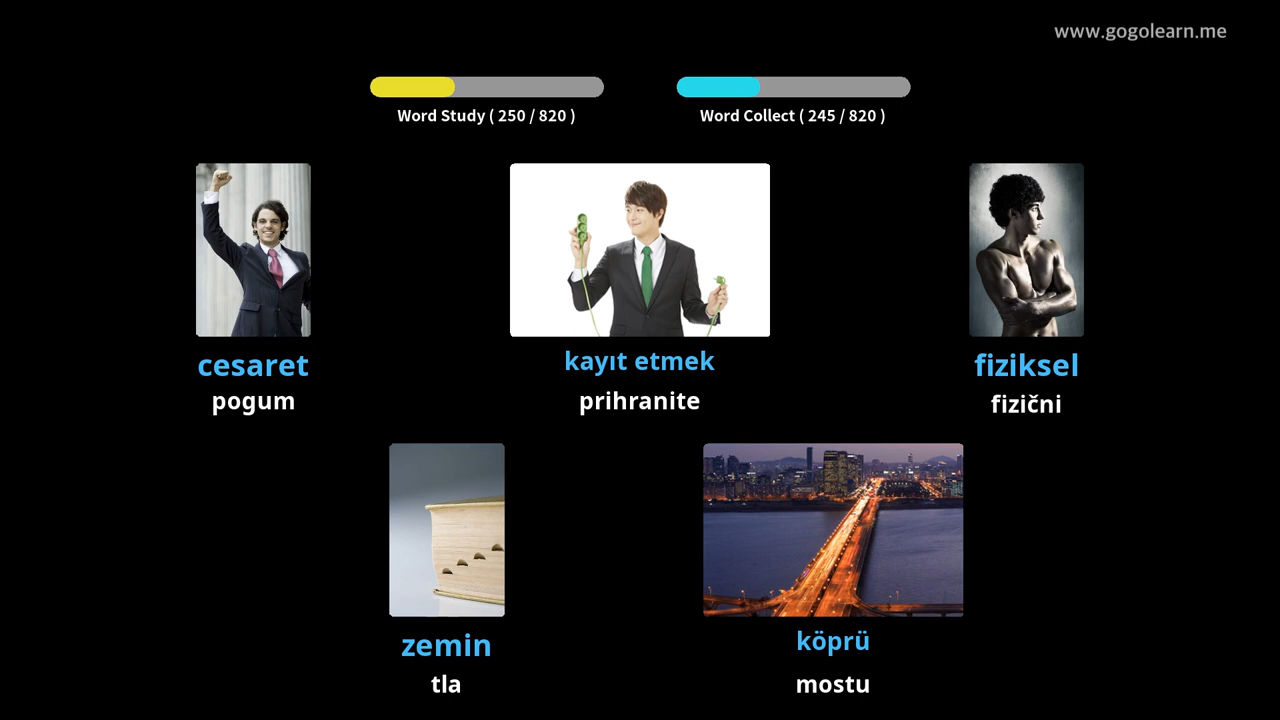 www.gogolearn.me
Word Study ( 250 / 820 )
Word Collect ( 245 / 820 )
cesaret
pogum
kayıt etmek
prihranite
fiziksel
fizični
zemin
tla
köprü
mostu